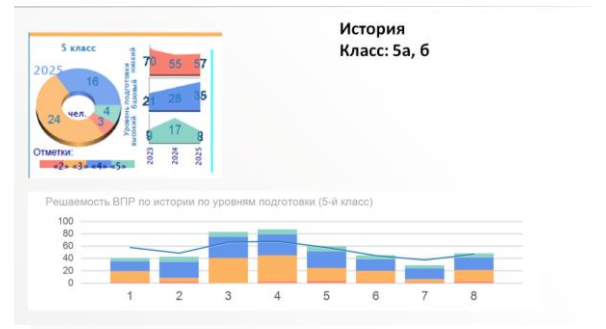 История
Класс: 5а, б
5 класс
2025
16
4
3
24
чел.
Отметки:
«2» «3» «4» «5»
Уровень подготовки
низкий
базовый
высокий
70 55 57
21 28 35
9 17 8
2023
2024
2025
Решаемость ВПР по истории по уровням подготовки (5-й класс)
100
80
60
40
20
0
1 2 3 4 5 6 7 8